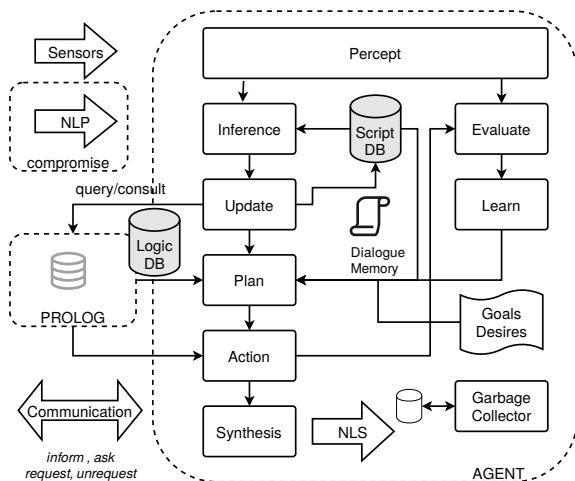 Sensors
Percept
NLP
compromise
Inference
Script
DB
Evaluate
query/consult
Update
Learn
Logic
DB
Dialogue
Memory
PROLOG
Plan
Goals
Desires
Action
Communication
inform , ask
request, unrequest
Synthesis
NLS
Garbage
Collector
AGENT